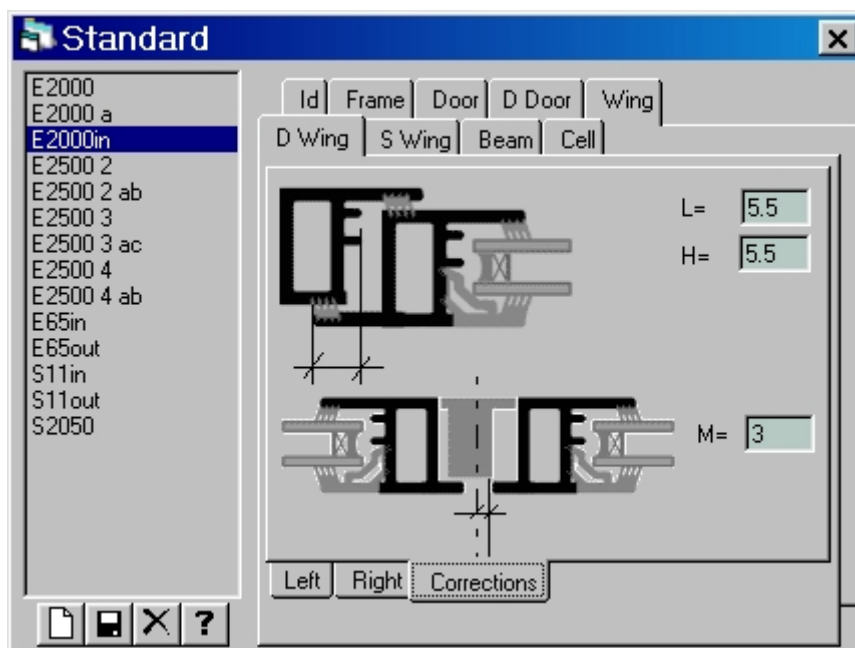 Standard
E2000
E2000 a
E2000in
E2500 2
E2500 2 ab
E2500 3
E2500 3 ac
E2500 4
E2500 4 ab
E65in
E65out
S11in
S11out
S2050
?
Id Frame Door D Door Wing
D Wing S Wing Beam Cell
L= 5.5
H= 5.5
M= 3
Left Right Corrections